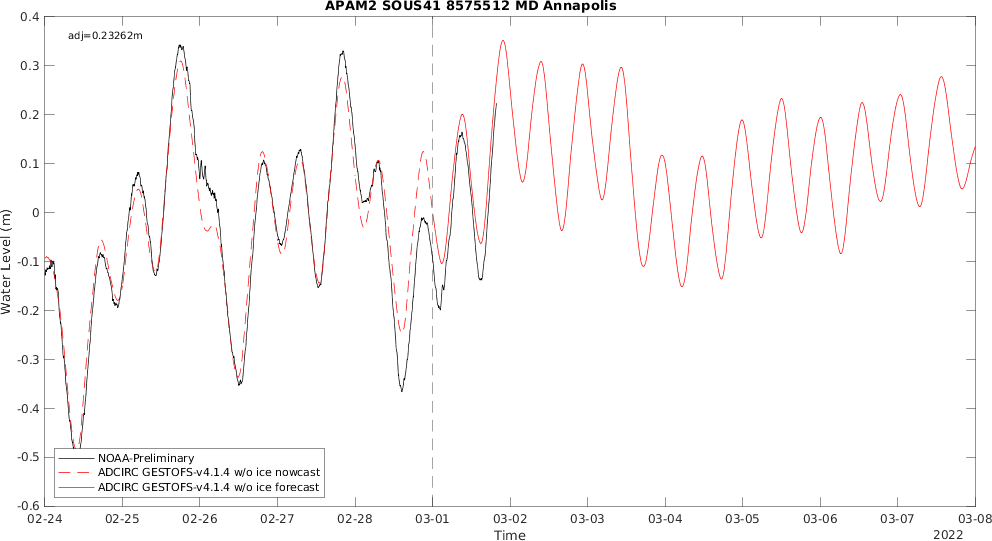 APAM2 SOUS41 8575512 MD Annapolis
adj=0.23262m
0.4
0.3
0.2
0.1
0
-0.1
-0.2
-0.3
-0.4
-0.5
-0.6
Water Level (m)
NOAA-Preliminary
ADCIRC GESTOFS-v4.1.4 w/o ice nowcast
ADCIRC GESTOFS-v4.1.4 w/o ice forecast
02-24 02-25 02-26 02-27 02-28 03-01 03-02 03-03 03-04 03-05 03-06 03-07 03-08
Time
2022